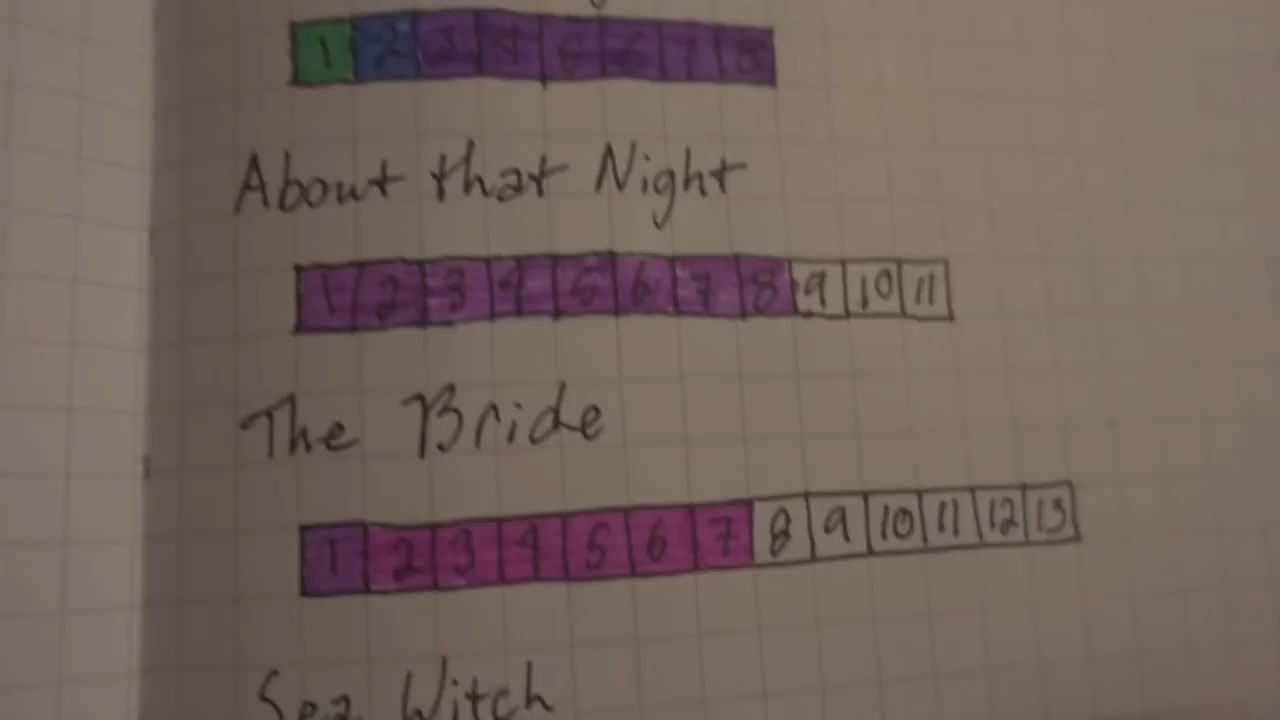 1 2 3 4 5 6 7 8
About that Night
1 2 3 4 5 6 7 8 9 10 11
The Bride
1 2 3 4 5 6 7 8 9 10 11 12 13
Sea Witch